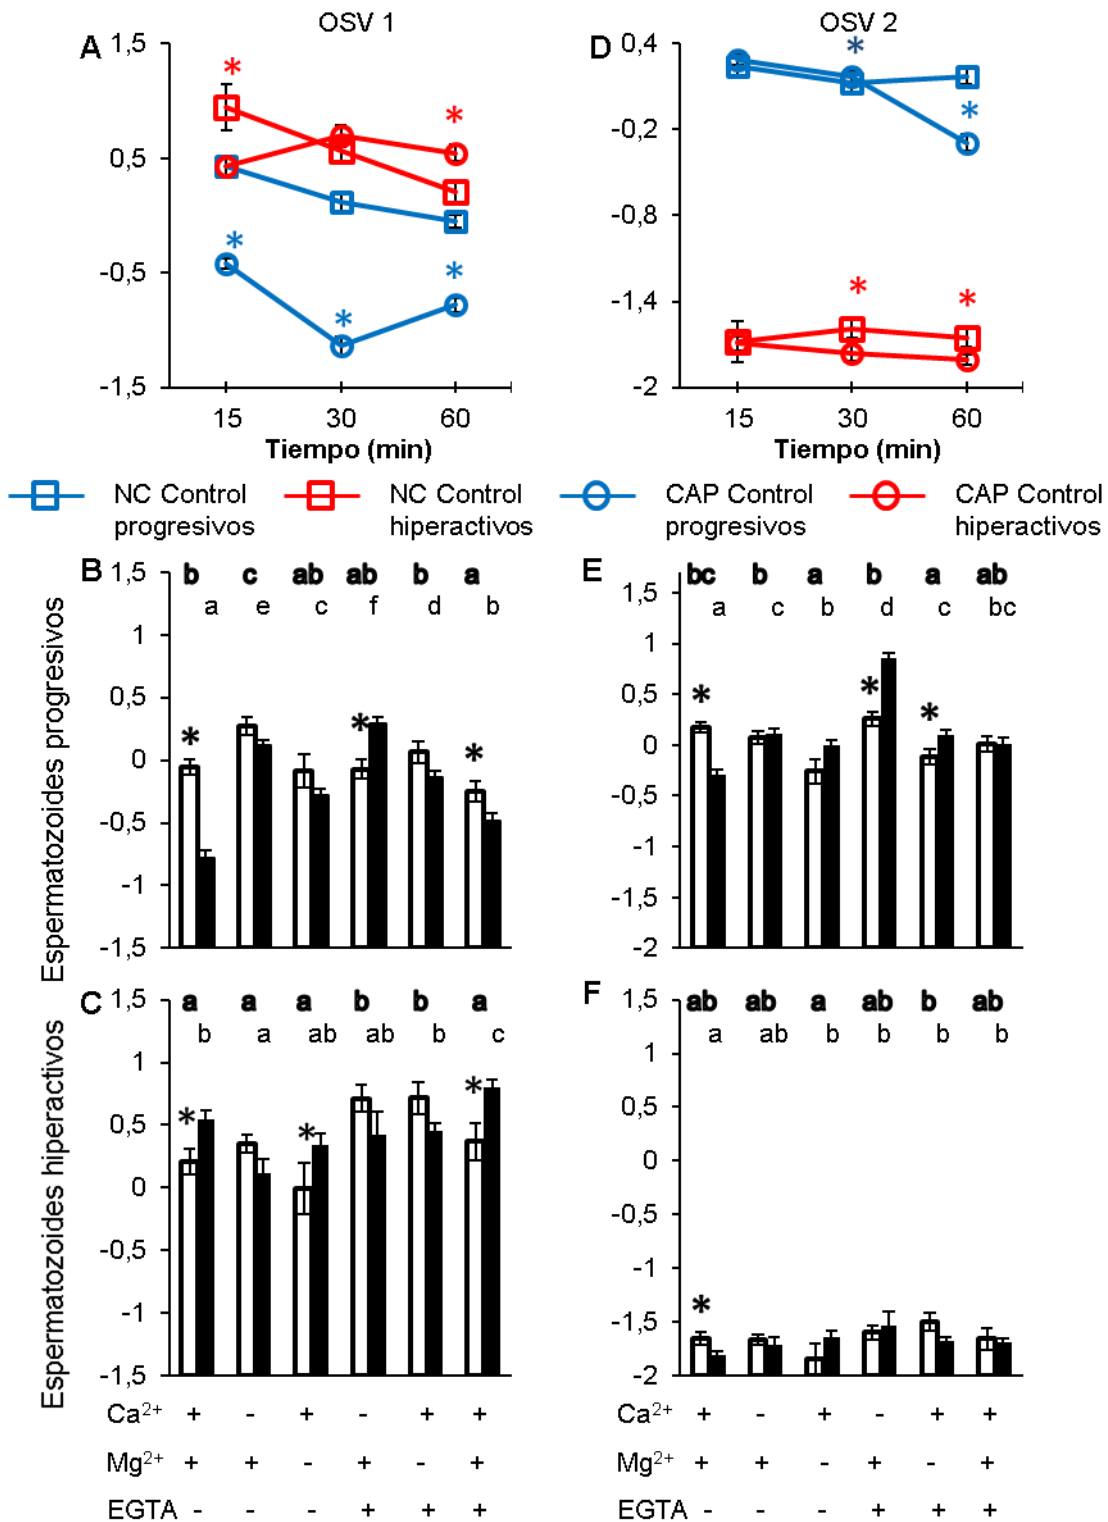 OSV 1
OSV 2
A
1,5
0,5
-0,5
-1,5
*
*
*
*
*
15
30
60
Tiempo (min)
D
0,4
-0,2
-0,8
-1,4
-2
*
*
*
*
15
30
60
Tiempo (min)
NC Control progresivos
NC Control hiperactivos
CAP Control progresivos
CAP Control hiperactivos
Espermatozoides progresivos
B
1,5
1
0,5
0
-0,5
-1
-1,5
b c ab ab b a
a e c f d b
* * *
E
1,5
1
0,5
0
-0,5
-1
-1,5
-2
bc b a b a ab
a c b d c bc
* * *
Espermatozoides hiperactivos
C
1,5
1
0,5
0
-0,5
-1
-1,5
a a a b b a
b a ab ab b c
* * *
F
1,5
1
0,5
0
-0,5
-1
-1,5
-2
ab ab a ab b ab
a ab b b b b
*
Ca2+ + - + - + +
Mg2+ + + - + - +
EGTA - - - + + +
Ca2+ + - + - + +
Mg2+ + + - + - +
EGTA - - - + + +